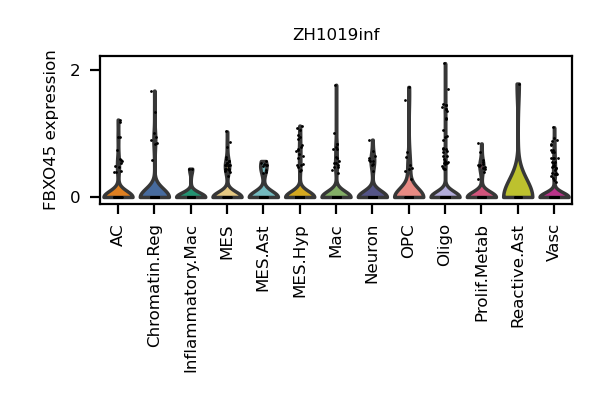 ZH1019inf
FBXO45 expression
2
0
AC
Chromatin.Reg
Inflammatory.Mac
MES
MES.Ast
MES.Hyp
Mac
Neuron
OPC
Oligo
Prolif.Metab
Reactive.Ast
Vasc